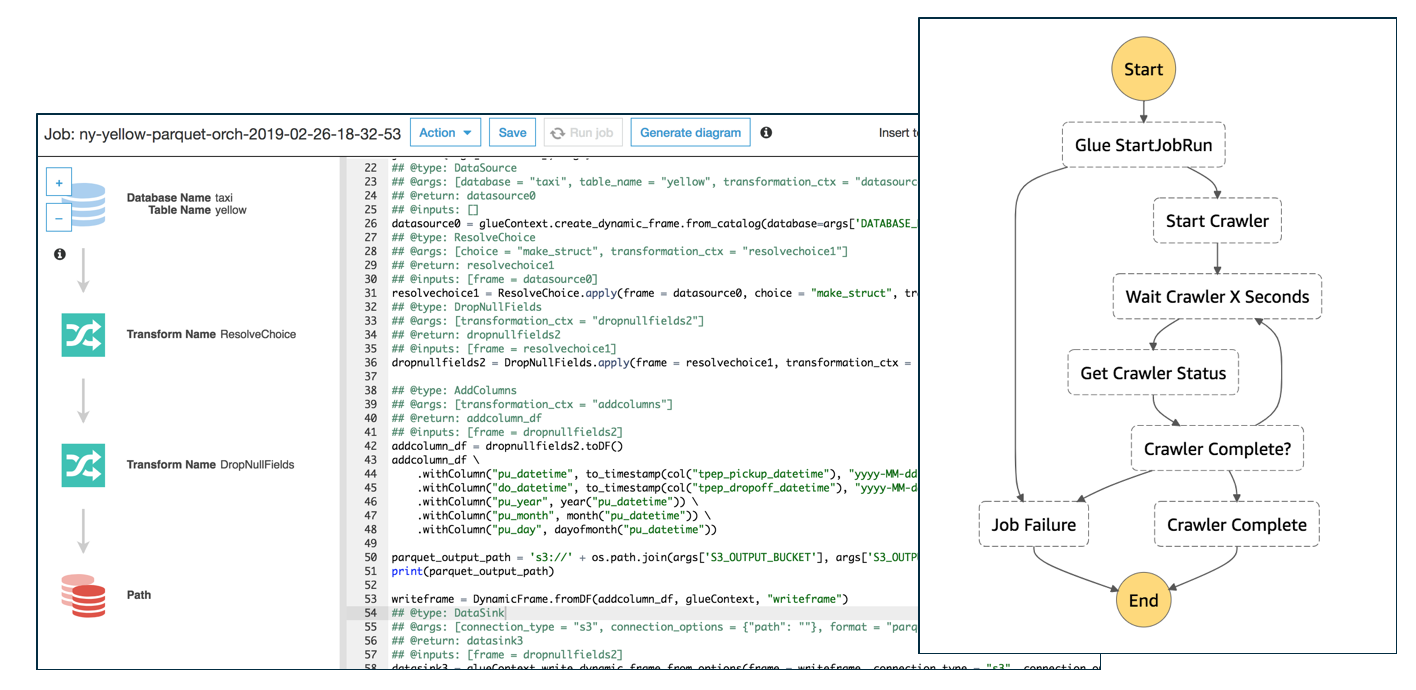 Job: ny-yellow-parquet-orch-2019-02-26-18-32-53
Action
Save
Run job
Generate diagram
Insert
+
−
Database Name taxi
Table Name yellow
Transform Name ResolveChoice
Transform Name DropNullFields
Path
22 ## @type: DataSource
23 ## @args: [database = "taxi", table_name = "yellow", transformation_ctx = "datasourc
24 ## @return: datasource0
25 ## @inputs: []
26 datasource0 = glueContext.create_dynamic_frame.from_catalog(database=args['DATABASE_
27 ## @type: ResolveChoice
28 ## @args: [choice = "make_struct", transformation_ctx = "resolvechoice1"]
29 ## @return: resolvechoice1
30 ## @inputs: [frame = datasource0]
31 resolvechoice1 = ResolveChoice.apply(frame = datasource0, choice = "make_struct", tr
32 ## @type: DropNullFields
33 ## @args: [transformation_ctx = "dropnullfields2"]
34 ## @return: dropnullfields2
35 ## @inputs: [frame = resolvechoice1]
36 dropnullfields2 = DropNullFields.apply(frame = resolvechoice1, transformation_ctx =
37
38 ## @type: AddColumns
39 ## @args: [transformation_ctx = "addcolumns"]
40 ## @return: addcolumn_df
41 ## @inputs: [frame = dropnullfields2]
42 addcolumn_df = dropnullfields2.toDF()
43 addcolumn_df \
44 .withColumn("pu_datetime", to_timestamp(col("tpep_pickup_datetime"), "yyyy-MM-dd
45 .withColumn("do_datetime", to_timestamp(col("tpep_dropoff_datetime"), "yyyy-MM-d
46 .withColumn("pu_year", year("pu_datetime")) \
47 .withColumn("pu_month", month("pu_datetime")) \
48 .withColumn("pu_day", dayofmonth("pu_datetime"))
49
50 parquet_output_path = 's3://' + os.path.join(args['S3_OUTPUT_BUCKET'], args['S3_OUTP
51 print(parquet_output_path)
52
53 writeframe = DynamicFrame.fromDF(addcolumn_df, glueContext, "writeframe")
54 ## @type: DataSink
55 ## @args: [connection_type = "s3", connection_options = {"path": ""}, format = "parq
56 ## @return: datasink3
57 ## @inputs: [frame = dropnullfields2]
58 datasink3 = glueContext.write_dynamic_frame.from_options(frame = writeframe, connection_type = "s3", connection_o
Start
Glue StartJobRun
Start Crawler
Wait Crawler X Seconds
Get Crawler Status
Crawler Complete?
Job Failure
Crawler Complete
End